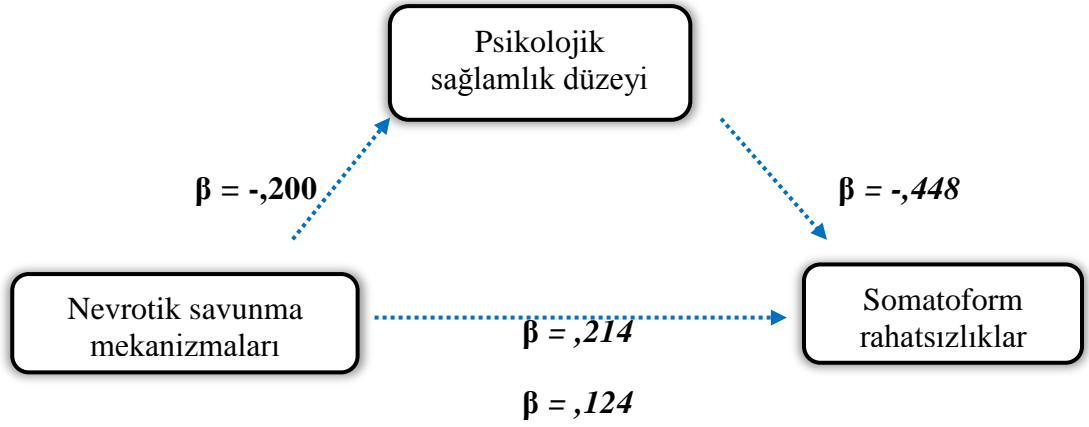 Psikolojik
sağlamlık düzeyi
β = -,200
β = -,448
Nevrotik savunma
mekanizmaları
Somatoform
rahatsızlıklar
β = ,214
β = ,124